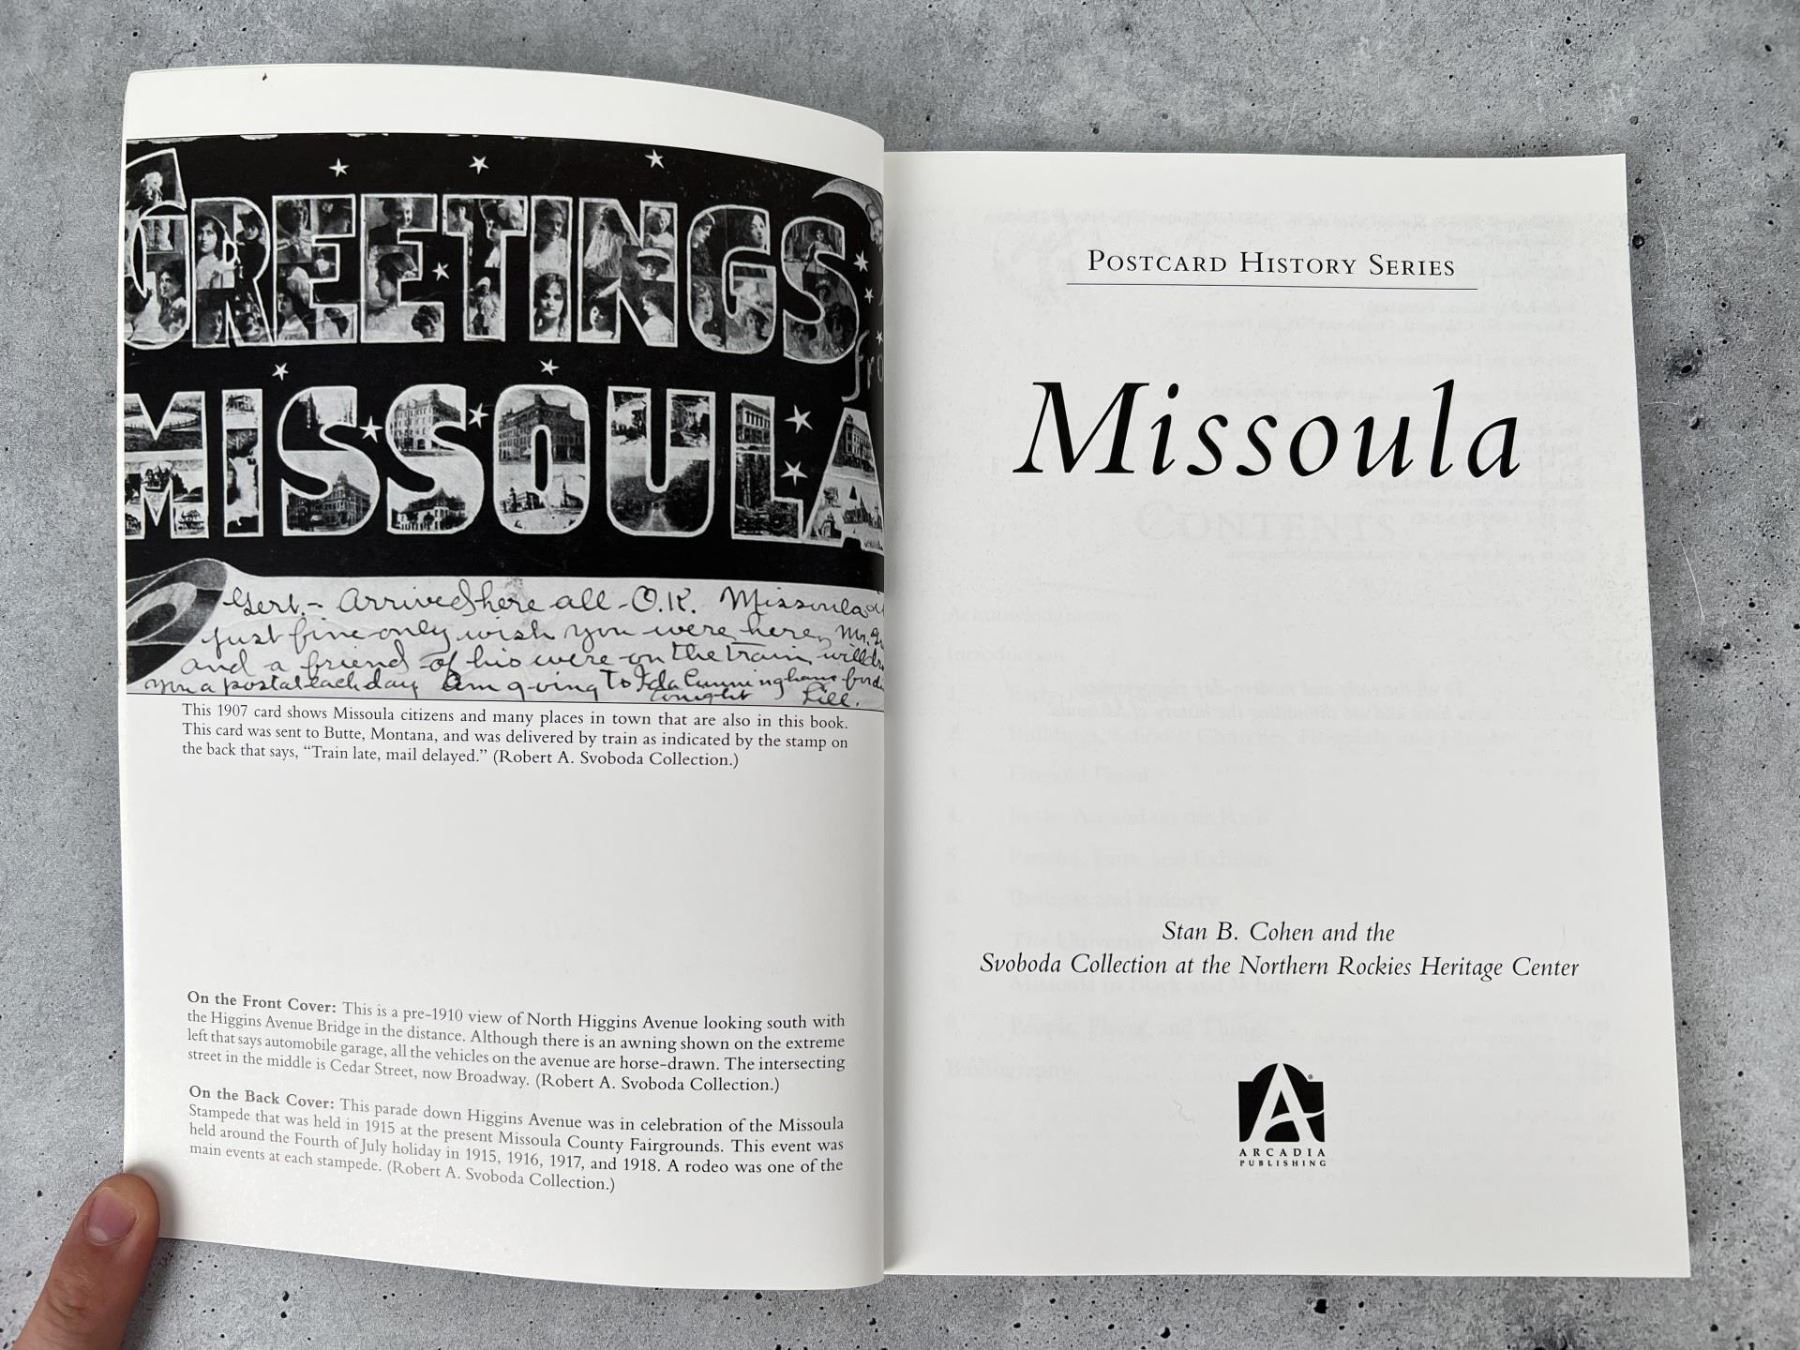 GREETINGS
MISSOULA
Gert. - Arrived here all - O.K. Missoula
just fine only wish you were here,
and a friend of his were on the train,
you a postal each day Am going to Ida Cunninghams
tonight Lill.
This 1907 card shows Missoula citizens and many places in town that are also in this book.
This card was sent to Butte, Montana, and was delivered by train as indicated by the stamp on
the back that says, “Train late, mail delayed.” (Robert A. Svoboda Collection.)
On the Front Cover: This is a pre-1910 view of North Higgins Avenue looking south with
the Higgins Avenue Bridge in the distance. Although there is an awning shown on the extreme
left that says automobile garage, all the vehicles on the avenue are horse-drawn. The intersecting
street in the middle is Cedar Street, now Broadway. (Robert A. Svoboda Collection.)
On the Back Cover: This parade down Higgins Avenue was in celebration of the Missoula
Stampede that was held in 1915 at the present Missoula County Fairgrounds. This event was
held around the Fourth of July holiday in 1915, 1916, 1917, and 1918. A rodeo was one of the
main events at each stampede. (Robert A. Svoboda Collection.)
POSTCARD HISTORY SERIES
Missoula
Stan B. Cohen and the
Svoboda Collection at the Northern Rockies Heritage Center
ARCADIA
PUBLISHING